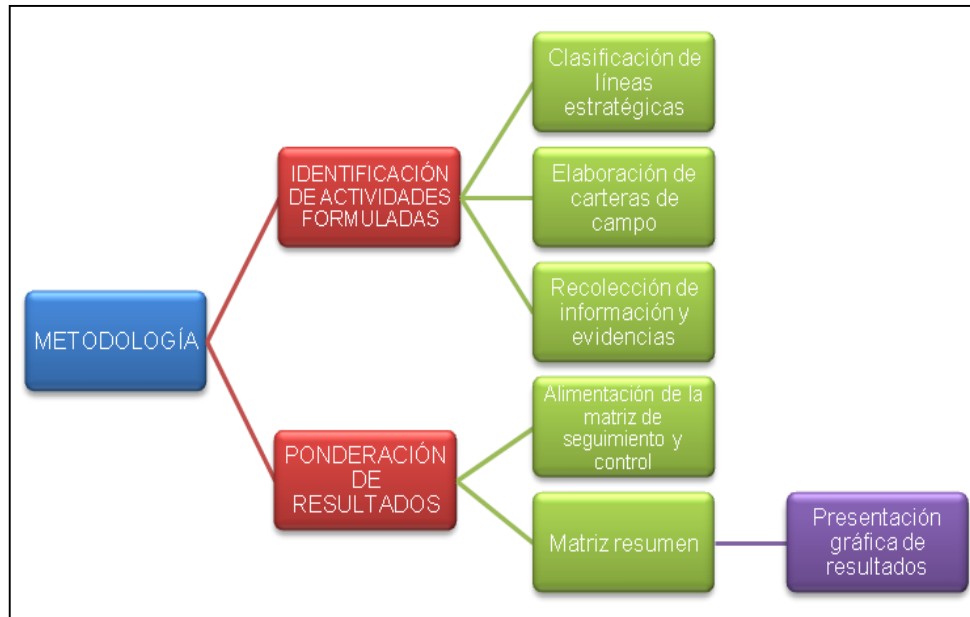 METODOLOGÍA
IDENTIFICACIÓN
DE ACTIVIDADES
FORMULADAS
Clasificación de
líneas
estratégicas
Elaboración de
carteras de
campo
Recolección de
información y
evidencias
PONDERACIÓN
DE
RESULTADOS
Alimentación de la
matriz de
seguimiento y
control
Matriz resumen
Presentación
gráfica de
resultados